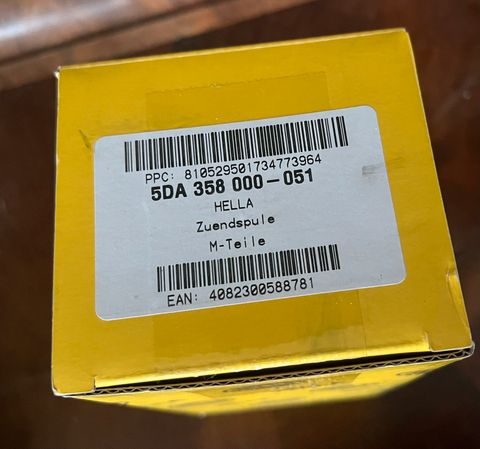 PPC: 810529501734773964
5DA 358 000-051
HELLA
Zuendspule
M-Teile
EAN: 4082300588781